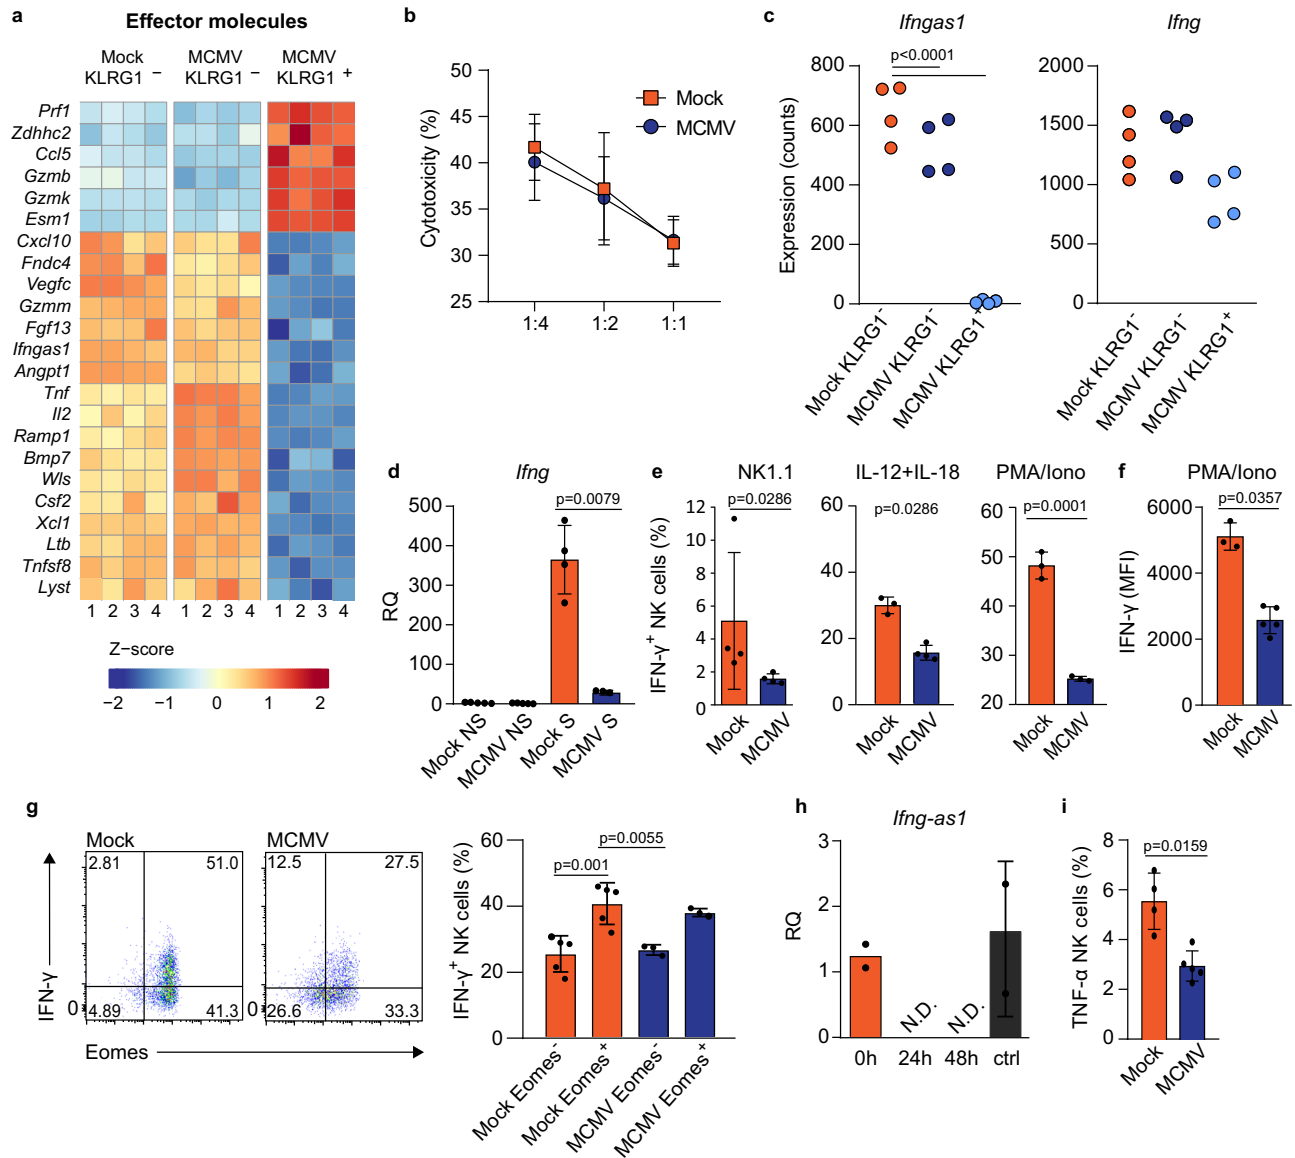 a
Effector molecules
Mock
KLRG1 −
MCMV
KLRG1 −
MCMV
KLRG1 +
Prf1
Zdhhc2
Ccl5
Gzmb
Gzmk
Esm1
Cxcl10
Fndc4
Vegfc
Gzmm
Fgf13
Ifngas1
Angpt1
Tnf
Il2
Ramp1
Bmp7
Wls
Csf2
Xcl1
Ltb
Tnfsf8
Lyst
1 2 3 4 1 2 3 4 1 2 3 4
Z−score
−2 −1 0 1 2
b
Cytotoxicity (%)
50
45
40
35
30
25
1:4 1:2 1:1
Mock
MCMV
c
Ifngas1
p<0.0001
Expression (counts)
800
600
400
200
0
Mock KLRG1⁻
MCMV KLRG1⁻
MCMV KLRG1⁺
Ifng
2000
1500
1000
500
0
Mock KLRG1⁻
MCMV KLRG1⁻
MCMV KLRG1⁺
d
Ifng
p=0.0079
RQ
500
400
300
200
100
0
Mock NS
MCMV NS
Mock S
MCMV S
e
NK1.1
p=0.0286
IFN-γ⁺ NK cells (%)
12
10
8
6
4
2
0
Mock
MCMV
IL-12+IL-18
p=0.0286
60
40
20
0
Mock
MCMV
PMA/Iono
p=0.0001
60
50
40
30
20
Mock
MCMV
f
PMA/Iono
p=0.0357
IFN-γ (MFI)
6000
4000
2000
0
Mock
MCMV
g
Mock
2.81 51.0
4.89 41.3
MCMV
12.5 27.5
26.6 33.3
IFN-γ
0
0
Eomes
IFN-γ⁺ NK cells (%)
60
40
20
0
p=0.0055
p=0.001
Mock Eomes⁻
Mock Eomes⁺
MCMV Eomes⁻
MCMV Eomes⁺
h
Ifng-as1
RQ
3
2
1
0
N.D.
N.D.
0h 24h 48h ctrl
i
p=0.0159
TNF-α NK cells (%)
8
6
4
2
0
Mock
MCMV